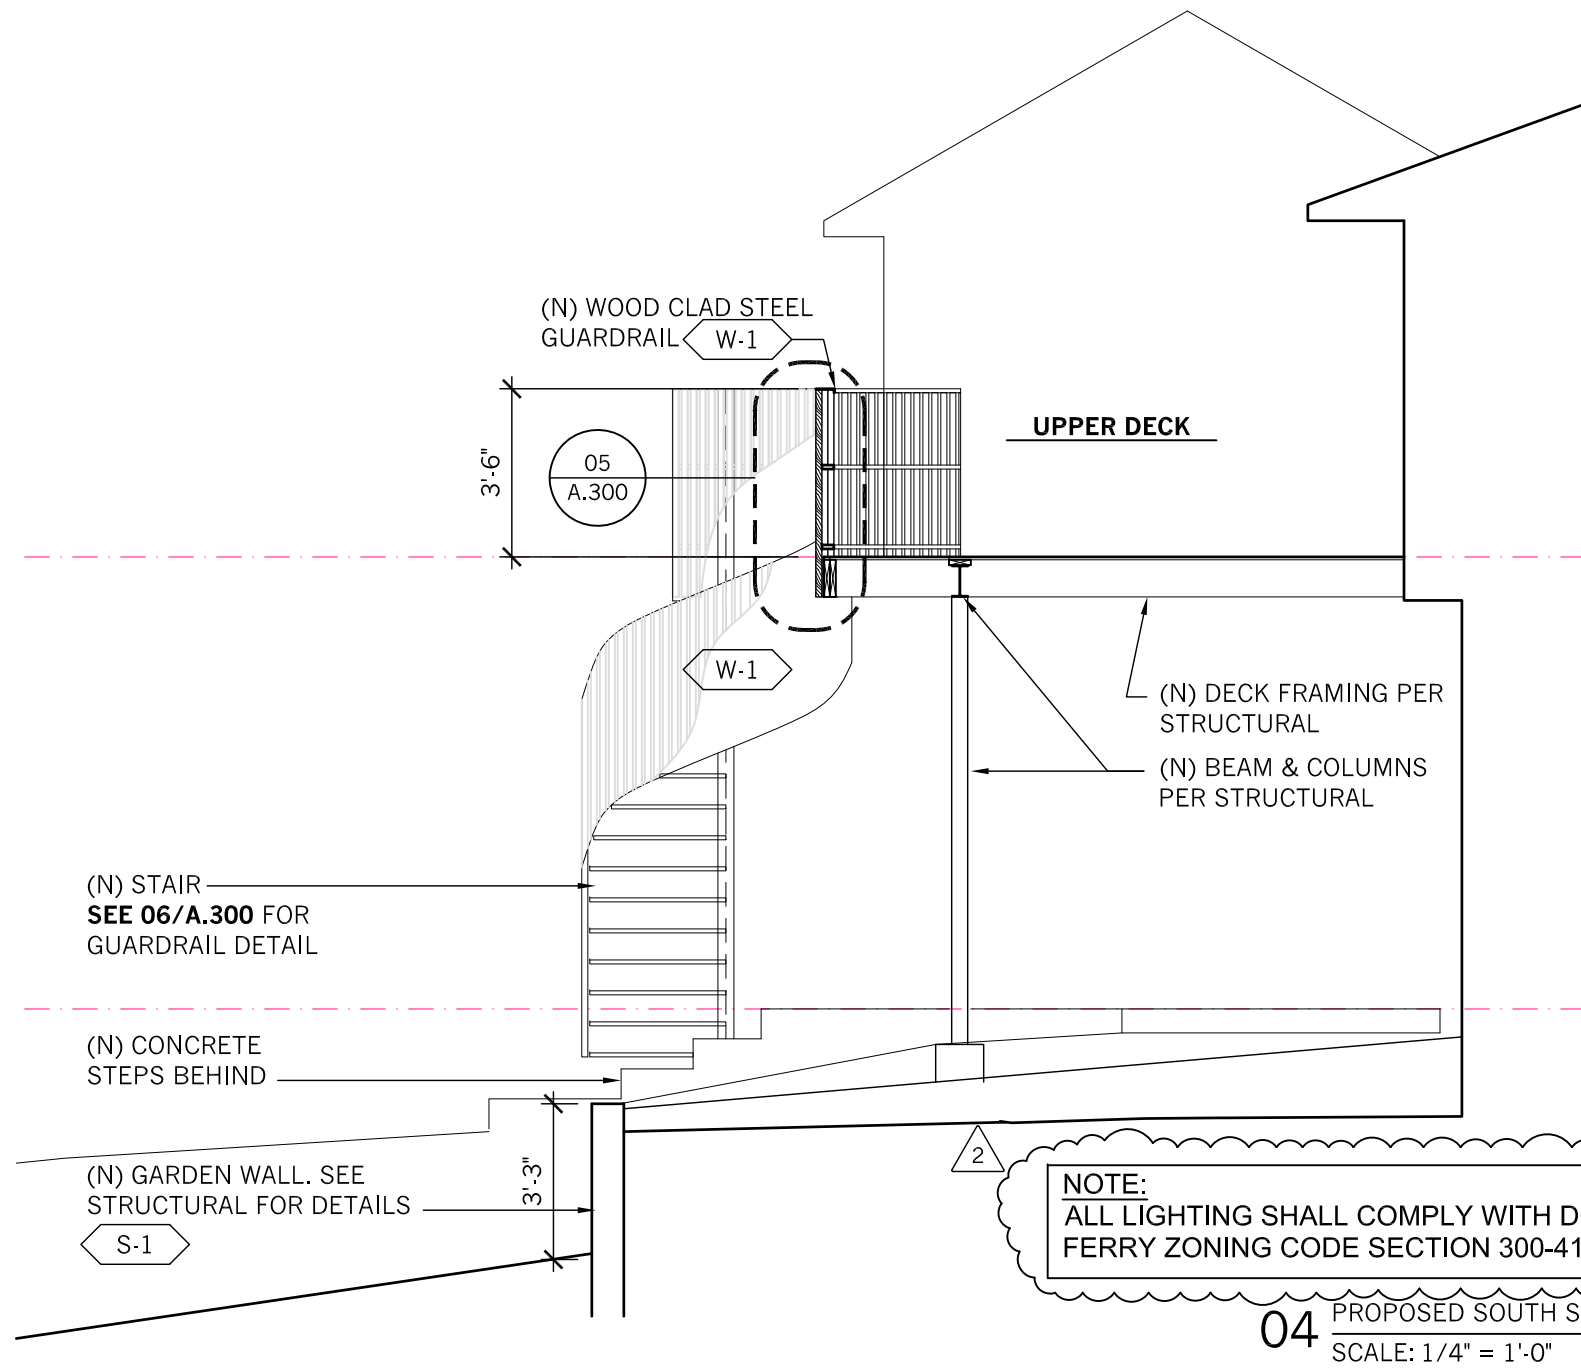 (N) WOOD CLAD STEEL
GUARDRAIL
W-1
UPPER DECK
3'-6"
05
A.300
W-1
(N) DECK FRAMING PER
STRUCTURAL
(N) BEAM & COLUMNS
PER STRUCTURAL
(N) STAIR
SEE 06/A.300 FOR
GUARDRAIL DETAIL
(N) CONCRETE
STEPS BEHIND
(N) GARDEN WALL. SEE
STRUCTURAL FOR DETAILS
S-1
3'-3"
2
NOTE:
ALL LIGHTING SHALL COMPLY WITH D
FERRY ZONING CODE SECTION 300-41
04
PROPOSED SOUTH S
SCALE: 1/4" = 1'-0"